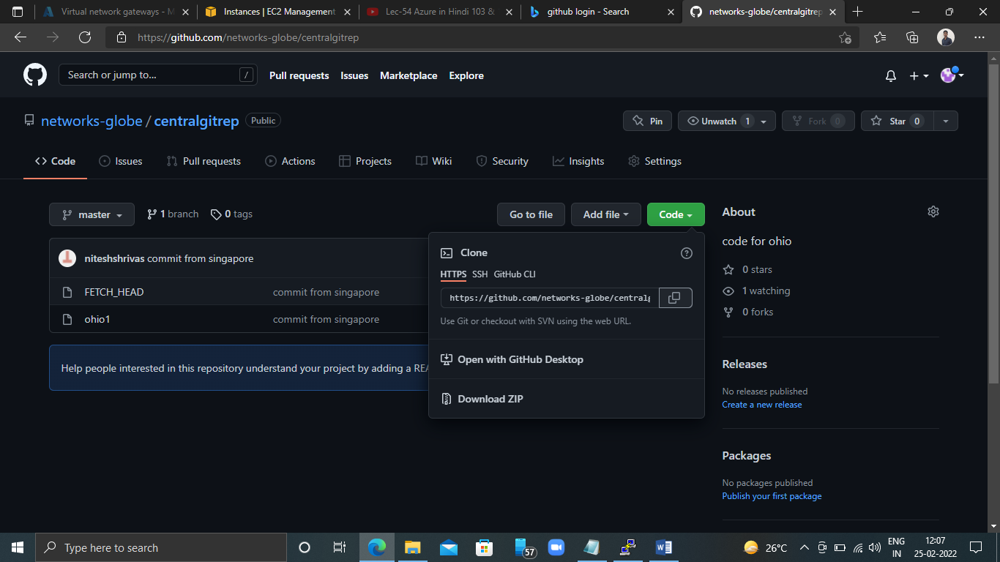 Virtual network gateways - M
Instances | EC2 Management
Lec-54 Azure in Hindi 103 &
github login - Search
networks-globe/centralgitrep
https://github.com/networks-globe/centralgitrep
Search or jump to... /
Pull requests Issues Marketplace Explore
networks-globe / centralgitrep Public
Pin Unwatch 1 Fork 0 Star 0
Code Issues Pull requests Actions Projects Wiki Security Insights Settings
master 1 branch 0 tags Go to file Add file Code
niteshshrivas commit from singapore
FETCH_HEAD commit from singapore
ohio1 commit from singapore
Help people interested in this repository understand your project by adding a REA
Clone
HTTPS SSH GitHub CLI
https://github.com/networks-globe/centralg
Use Git or checkout with SVN using the web URL.
Open with GitHub Desktop
Download ZIP
About
code for ohio
0 stars
1 watching
0 forks
Releases
No releases published
Create a new release
Packages
No packages published
Publish your first package
Type here to search
57
26°C
ENG
IN
12:07
25-02-2022